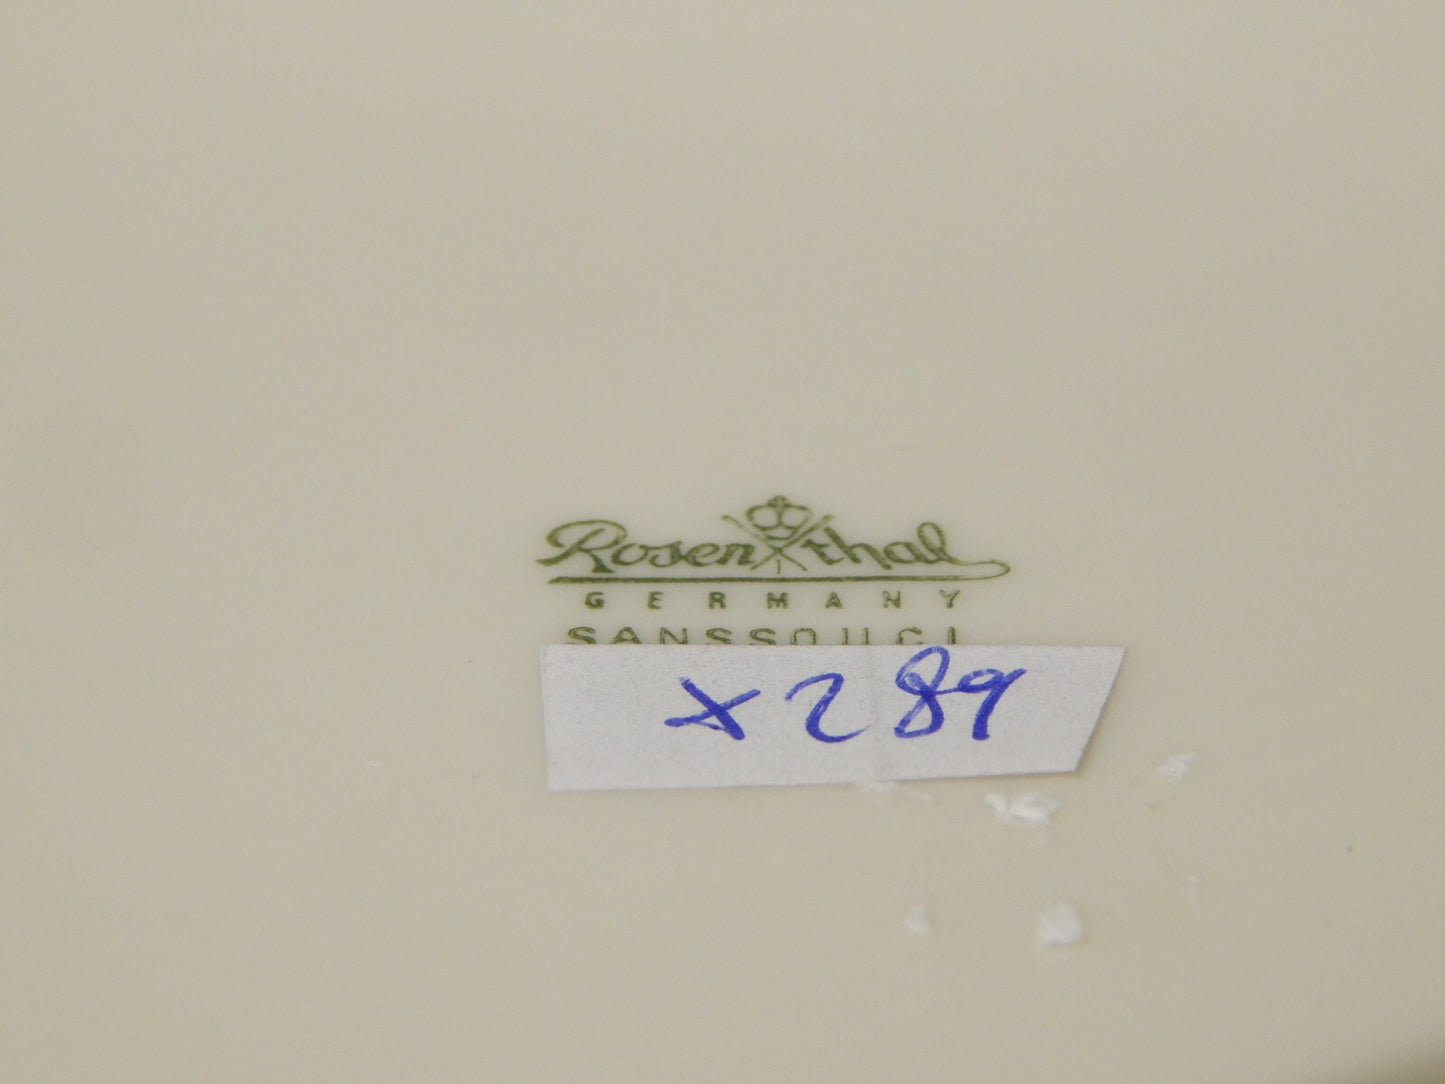 Rosenthal
GERMANY
SANSSOUCI
x289